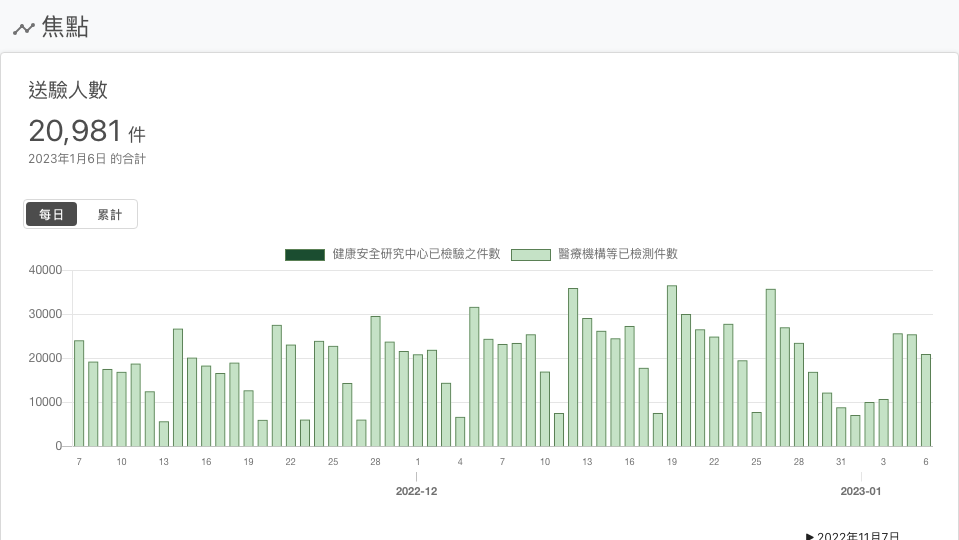 焦點
送驗人數
20,981 件
2023年1月6日 的合計
每日 累計
健康安全研究中心已檢驗之件數 醫療機構等已檢測件數
40000
30000
20000
10000
0
7 10 13 16 19 22 25 28 1 4 7 10 13 16 19 22 25 28 31 3 6
2022-12 2023-01
▶ 2022年11月7日